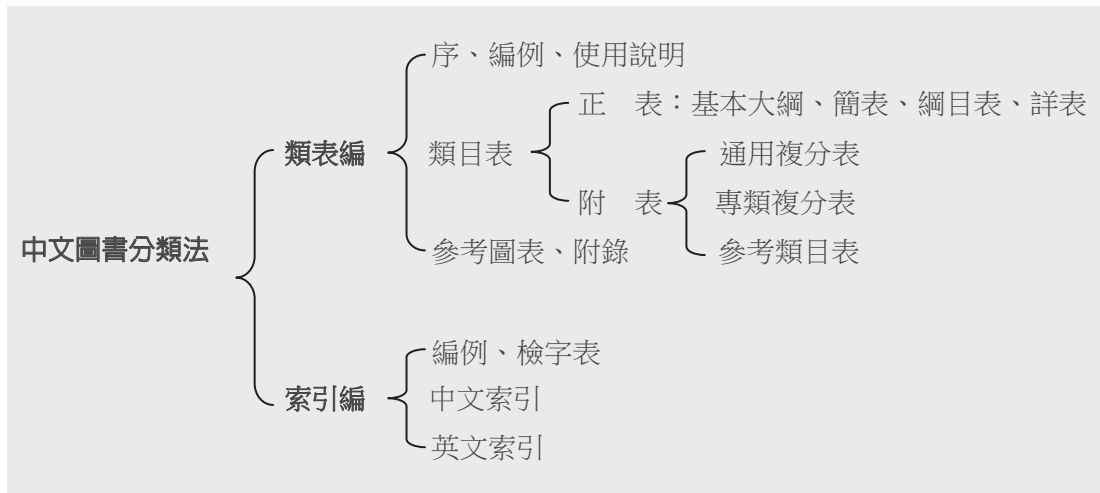 序、編例、使用說明
正　表：基本大綱、簡表、綱目表、詳表
類表編
類目表
通用複分表
附　表
專類複分表
中文圖書分類法
參考圖表、附錄
參考類目表
編例、檢字表
索引編
中文索引
英文索引